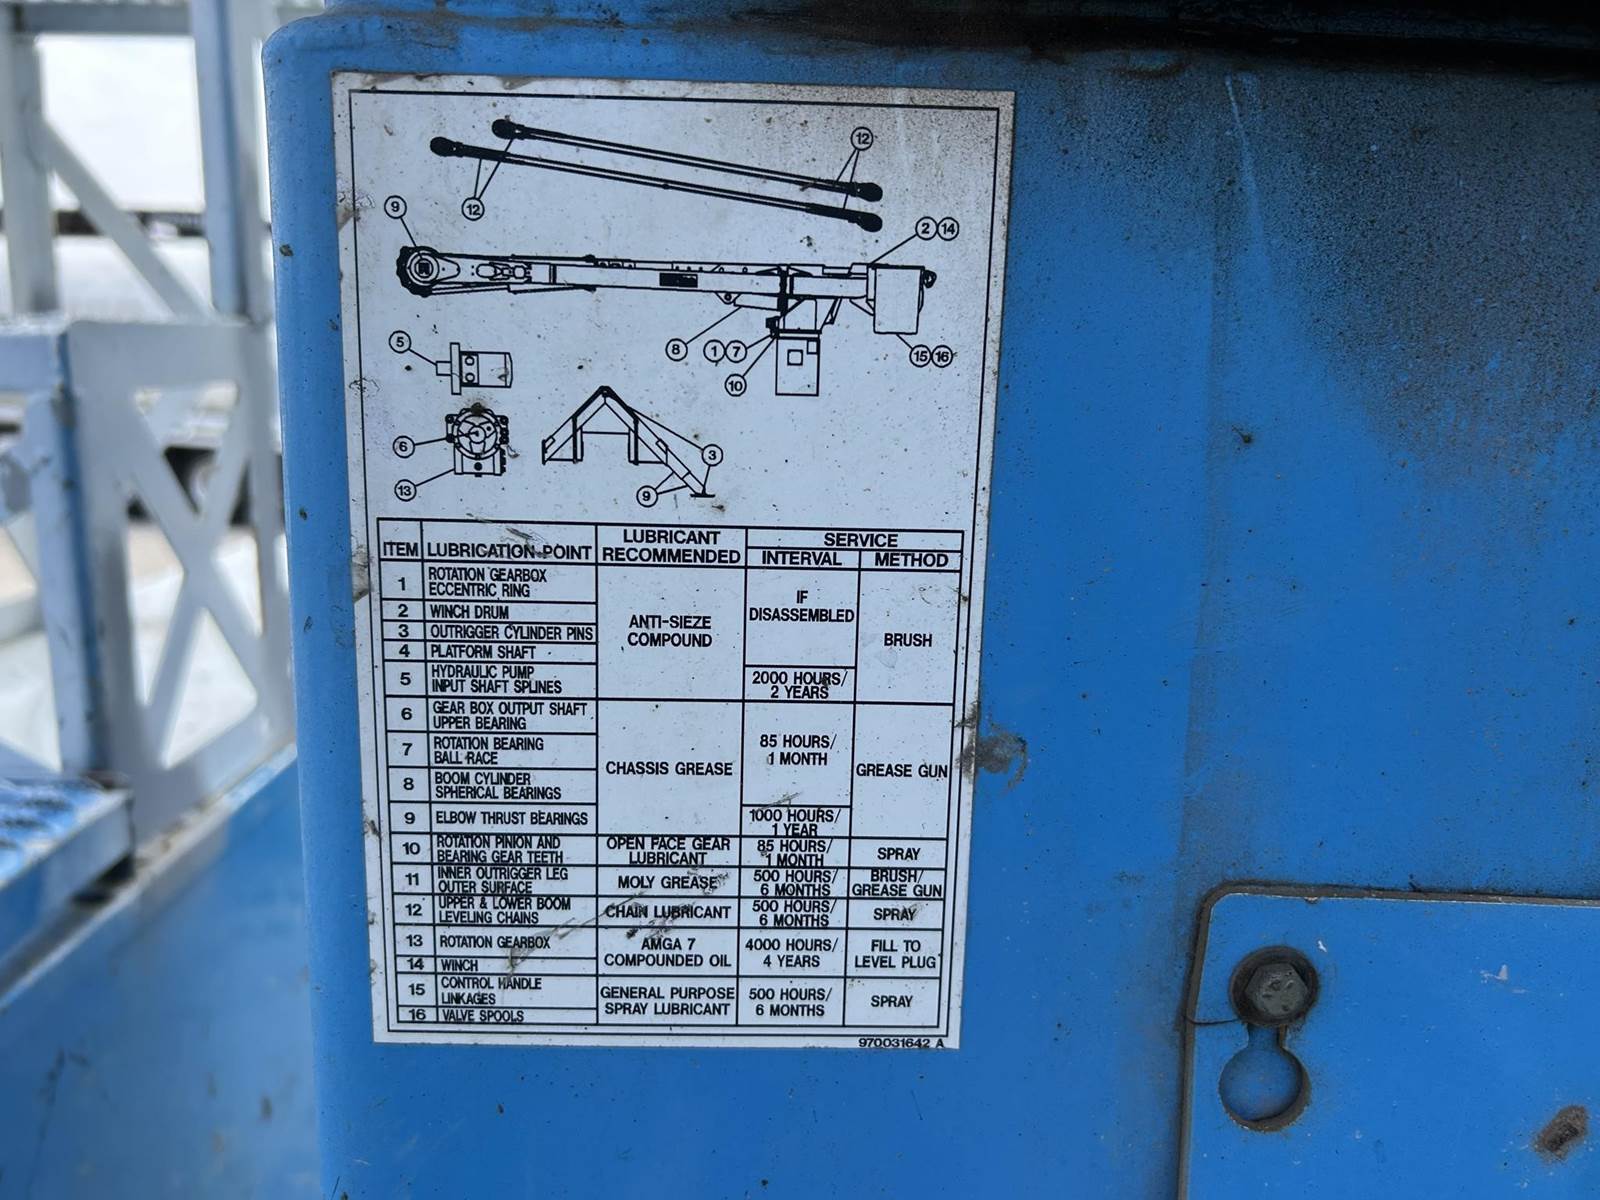 12
12
9
2 14
5
8
1 7
15 16
10
6
3
13
9
ITEM LUBRICATION POINT LUBRICANT RECOMMENDED SERVICE
INTERVAL METHOD
1 ROTATION GEARBOX
ECCENTRIC RING
2 WINCH DRUM
3 OUTRIGGER CYLINDER PINS
4 PLATFORM SHAFT
5 HYDRAULIC PUMP
INPUT SHAFT SPLINES
ANTI-SIEZE
COMPOUND
IF
DISASSEMBLED
2000 HOURS/
2 YEARS
BRUSH
6 GEAR BOX OUTPUT SHAFT
UPPER BEARING
7 ROTATION BEARING
BALL RACE
8 BOOM CYLINDER
SPHERICAL BEARINGS
9 ELBOW THRUST BEARINGS
CHASSIS GREASE
85 HOURS/
1 MONTH
1000 HOURS/
1 YEAR
GREASE GUN
10 ROTATION PINION AND
BEARING GEAR TEETH
OPEN FACE GEAR
LUBRICANT
85 HOURS/
1 MONTH
SPRAY
11 INNER OUTRIGGER LEG
OUTER SURFACE
MOLY GREASE
500 HOURS/
6 MONTHS
BRUSH/
GREASE GUN
12 UPPER & LOWER BOOM
LEVELING CHAINS
CHAIN LUBRICANT
500 HOURS/
6 MONTHS
SPRAY
13 ROTATION GEARBOX
14 WINCH
AMGA 7
COMPOUNDED OIL
4000 HOURS/
4 YEARS
FILL TO
LEVEL PLUG
15 CONTROL HANDLE
LINKAGES
16 VALVE SPOOLS
GENERAL PURPOSE
SPRAY LUBRICANT
500 HOURS/
6 MONTHS
SPRAY
970031642 A